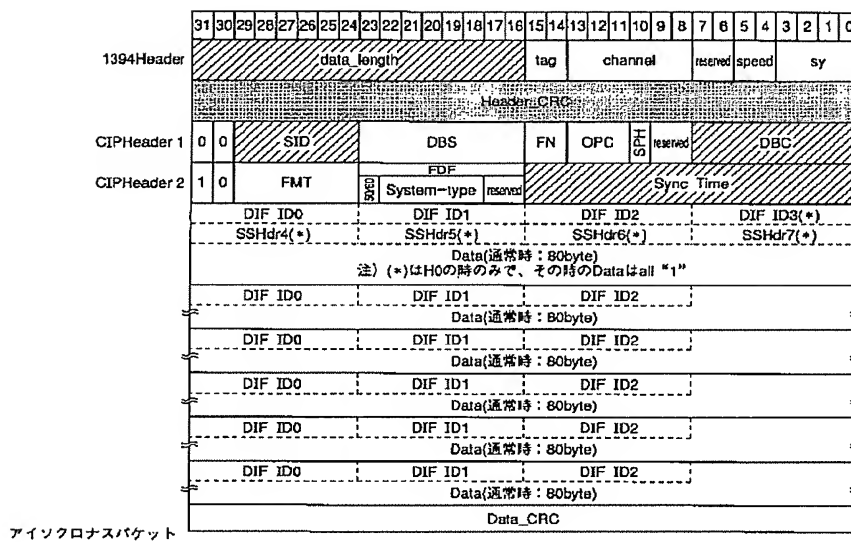 31 30 29 28 27 26 25 24 23 22 21 20 19 18 17 16 15 14 13 12 11 10 9 8 7 6 5 4 3 2 1 0
1394Header data_length tag channel reserved speed sy
Header_CRC
CIPHeader 1 0 0 SID DBS FN OPC SPH reserved DBC
CIPHeader 2 1 0 FMT FDF 50/60 System-type reserved Sync Time
DIF ID0 DIF ID1 DIF ID2 DIF ID3(*)
SSHdr4(*) SSHdr5(*) SSHdr6(*) SSHdr7(*)
Data(通常時:80byte)
注) (*)はH0の時のみで、その時のDataはall "1"
DIF ID0 DIF ID1 DIF ID2
Data(通常時:80byte)
DIF ID0 DIF ID1 DIF ID2
Data(通常時:80byte)
DIF ID0 DIF ID1 DIF ID2
Data(通常時:80byte)
DIF ID0 DIF ID1 DIF ID2
Data(通常時:80byte)
DIF ID0 DIF ID1 DIF ID2
Data(通常時:80byte)
Data_CRC
アイソクロナスパケット